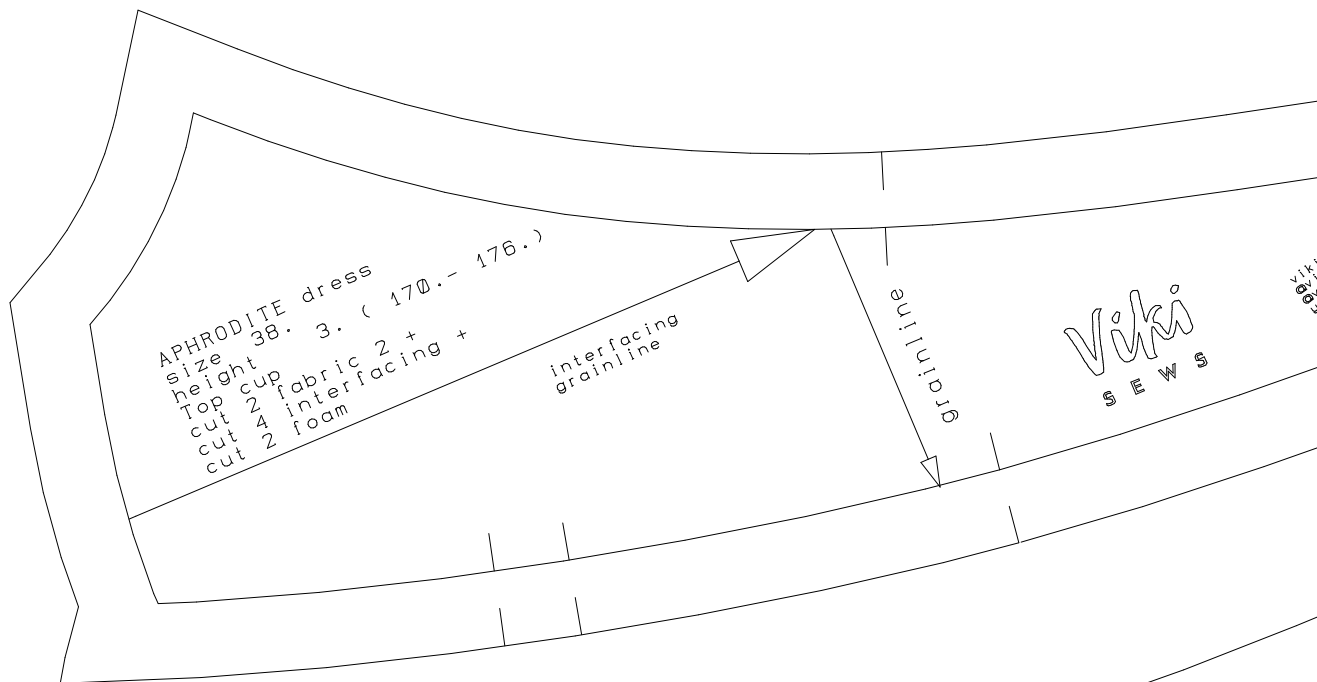 APHRODITE dress
size 38.
height 3. ( 170.- 176.)
Top cup
cut 2 fabric 2 +
cut 4 interfacing +
cut 2 foam
interfacing
grainline
grainline
Viki
SEWS
viki